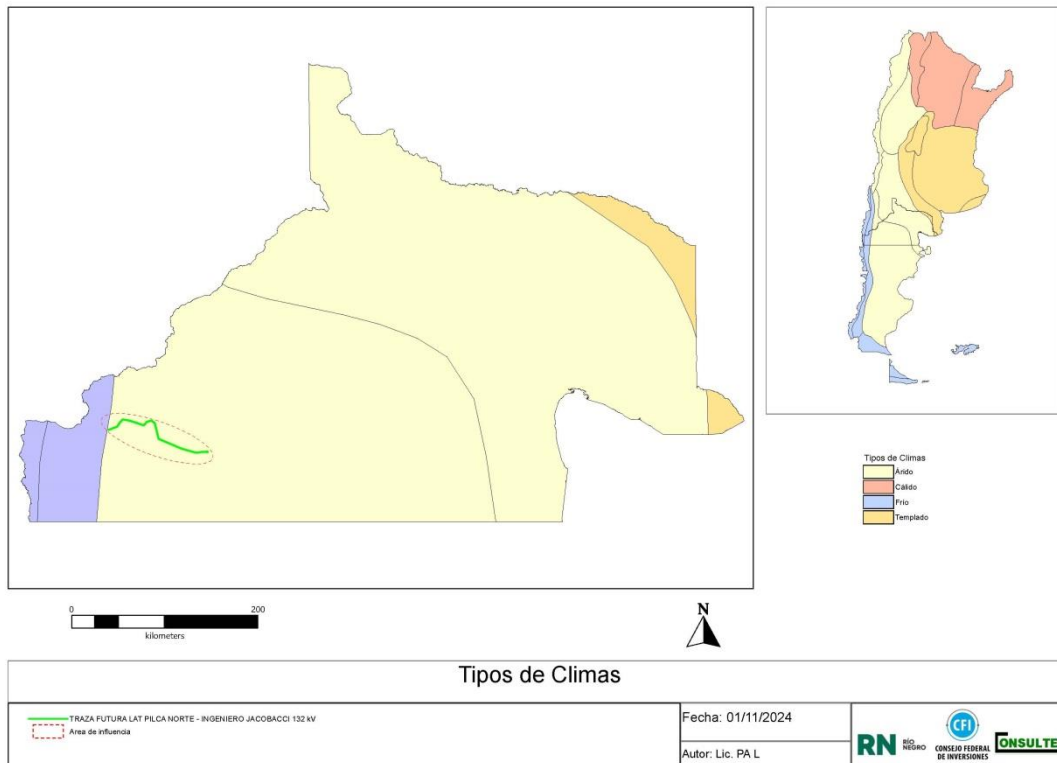 Tipos de Climas
Árido
Cálido
Frío
Templado
0
200
kilometers
N
Tipos de Climas
TRAZA FUTURA LAT PILCA NORTE - INGENIERO JACOBACCI 132 kV
Area de influencia
Fecha: 01/11/2024
Autor: Lic. PA L
RN RÍO
NEGRO
CFI
CONSEJO FEDERAL
DE INVERSIONES
CONSULTE